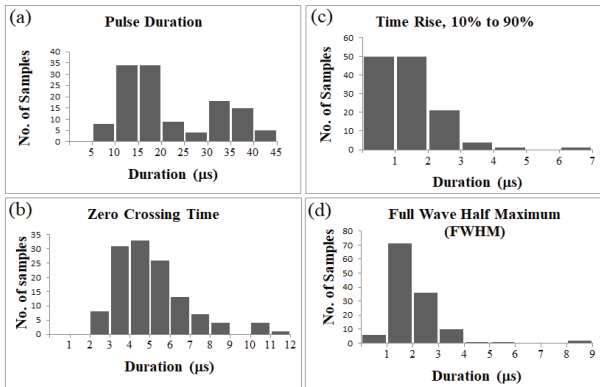 (a)
Pulse Duration
No. of Samples
40
35
30
25
20
15
10
5
5 10 15 20 25 30 35 40 45
Duration (µs)
(c)
Time Rise, 10% to 90%
No. of Samples
60
50
40
30
20
10
0
1 2 3 4 5 6 7
Duration (µs)
(b)
Zero Crossing Time
No. of samples
35
30
25
20
15
10
5
0
1 2 3 4 5 6 7 8 9 10 11 12
Duration (µs)
(d)
Full Wave Half Maximum
(FWHM)
No. of Samples
80
70
60
50
40
30
20
10
0
1 2 3 4 5 6 7 8 9
Duration (µs)